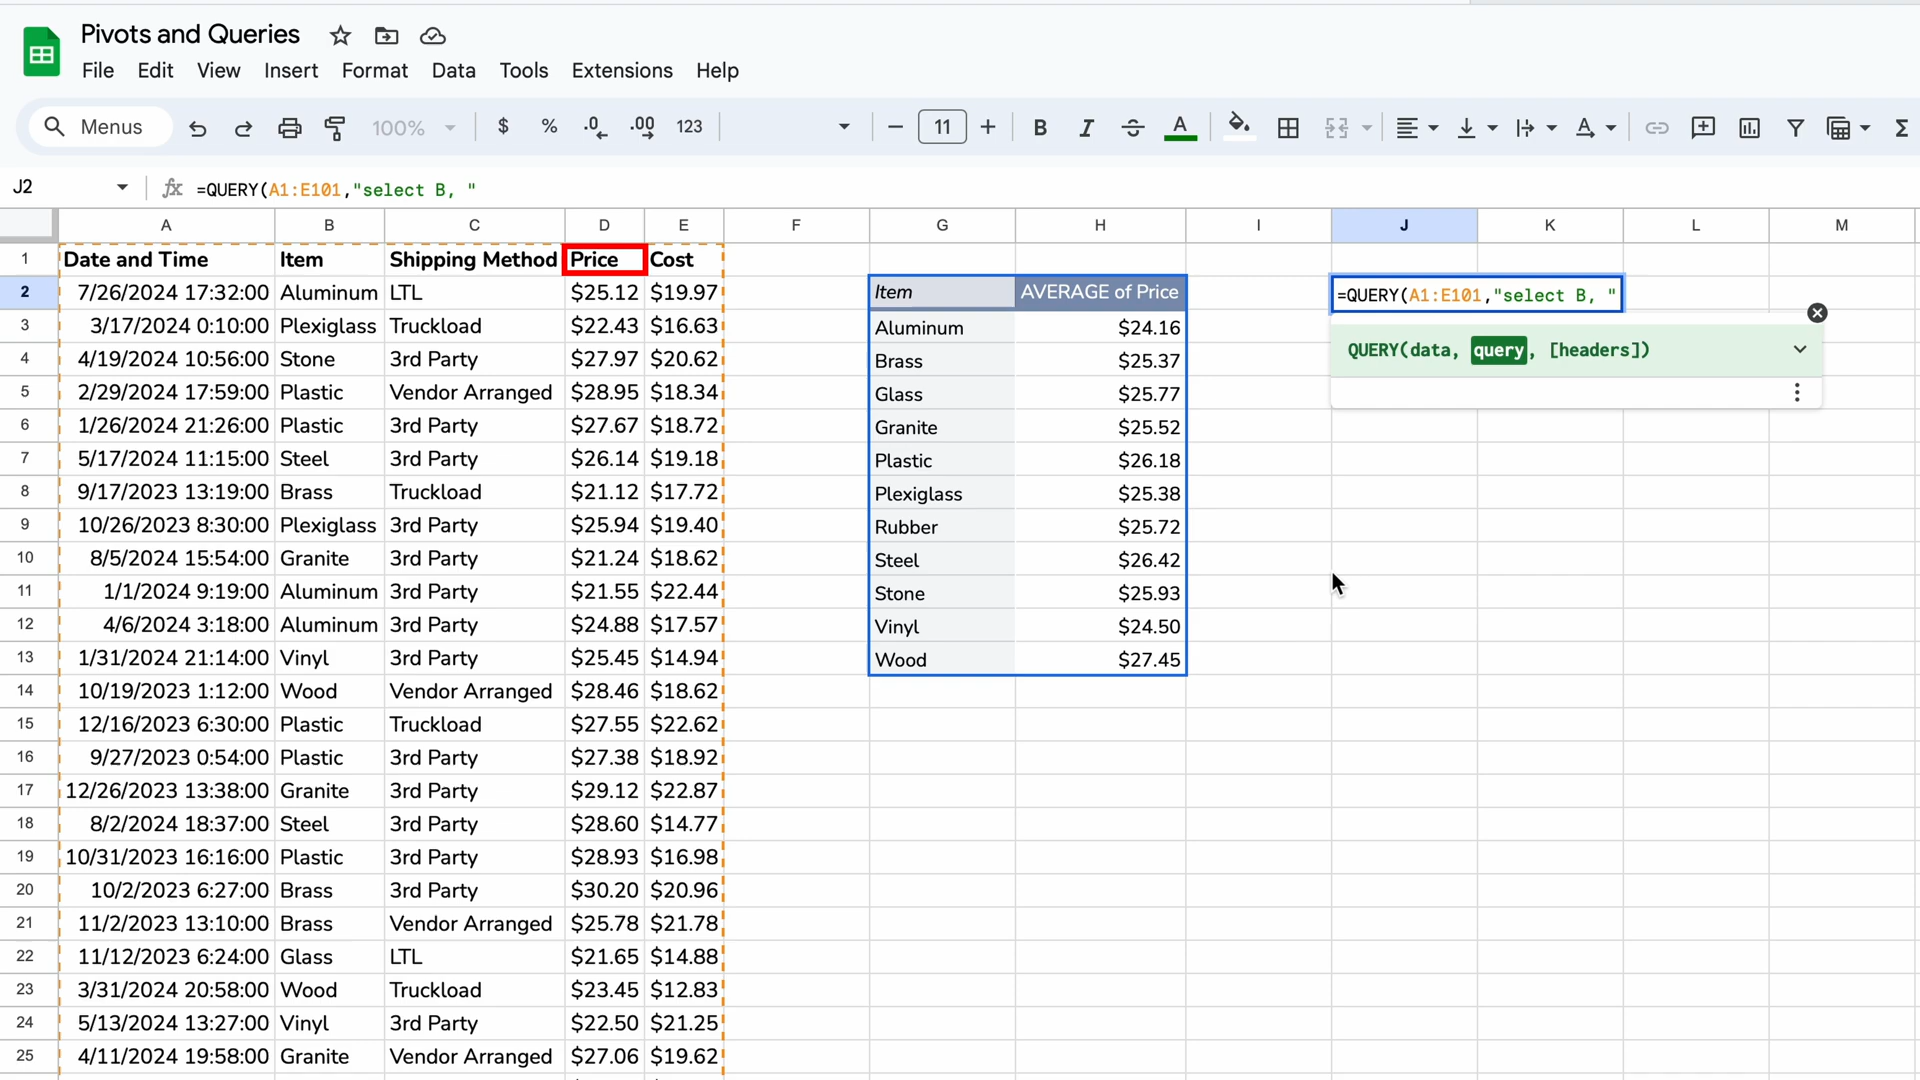 Pivots and Queries
File Edit View Insert Format Data Tools Extensions Help
Menus 100% $ % .0 .00 123 11 B I S A A Σ
J2 fx =QUERY(A1:E101,"select B, "
A B C D E F G H I J K L M
1 Date and Time Item Shipping Method Price Cost
2 7/26/2024 17:32:00 Aluminum LTL $25.12 $19.97 Item AVERAGE of Price =QUERY(A1:E101,"select B, "
3 3/17/2024 0:10:00 Plexiglass Truckload $22.43 $16.63 Aluminum $24.16
QUERY(data, query, [headers])
4 4/19/2024 10:56:00 Stone 3rd Party $27.97 $20.62 Brass $25.37
5 2/29/2024 17:59:00 Plastic Vendor Arranged $28.95 $18.34 Glass $25.77
6 1/26/2024 21:26:00 Plastic 3rd Party $27.67 $18.72 Granite $25.52
7 5/17/2024 11:15:00 Steel 3rd Party $26.14 $19.18 Plastic $26.18
8 9/17/2023 13:19:00 Brass Truckload $21.12 $17.72 Plexiglass $25.38
9 10/26/2023 8:30:00 Plexiglass 3rd Party $25.94 $19.40 Rubber $25.72
10 8/5/2024 15:54:00 Granite 3rd Party $21.24 $18.62 Steel $26.42
11 1/1/2024 9:19:00 Aluminum 3rd Party $21.55 $22.44 Stone $25.93
12 4/6/2024 3:18:00 Aluminum 3rd Party $24.88 $17.57 Vinyl $24.50
13 1/31/2024 21:14:00 Vinyl 3rd Party $25.45 $14.94 Wood $27.45
14 10/19/2023 1:12:00 Wood Vendor Arranged $28.46 $18.62
15 12/16/2023 6:30:00 Plastic Truckload $27.55 $22.62
16 9/27/2023 0:54:00 Plastic 3rd Party $27.38 $18.92
17 12/26/2023 13:38:00 Granite 3rd Party $29.12 $22.87
18 8/2/2024 18:37:00 Steel 3rd Party $28.60 $14.77
19 10/31/2023 16:16:00 Plastic 3rd Party $28.93 $16.98
20 10/2/2023 6:27:00 Brass 3rd Party $30.20 $20.96
21 11/2/2023 13:10:00 Brass Vendor Arranged $25.78 $21.78
22 11/12/2023 6:24:00 Glass LTL $21.65 $14.88
23 3/31/2024 20:58:00 Wood Truckload $23.45 $12.83
24 5/13/2024 13:27:00 Vinyl 3rd Party $22.50 $21.25
25 4/11/2024 19:58:00 Granite Vendor Arranged $27.06 $19.62